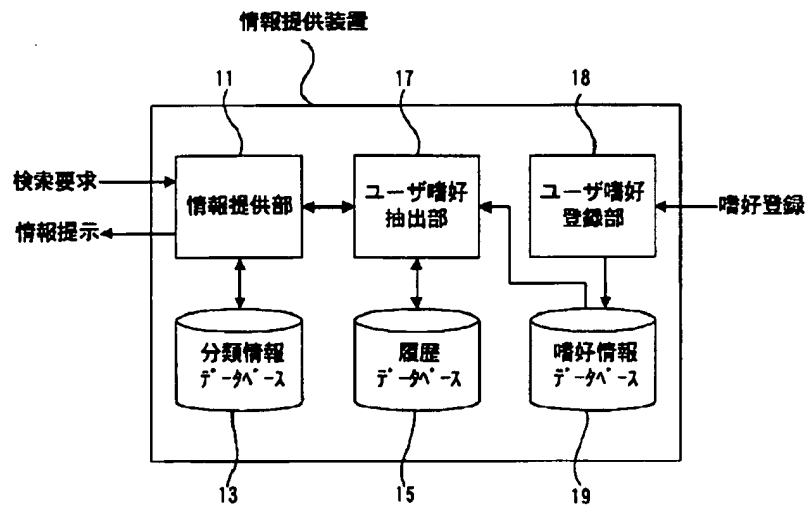 情報提供装置
11
17
18
検索要求
情報提示
情報提供部
ユーザ嗜好
抽出部
ユーザ嗜好
登録部
嗜好登録
分類情報
データベース
履歴
データベース
嗜好情報
データベース
13
15
19